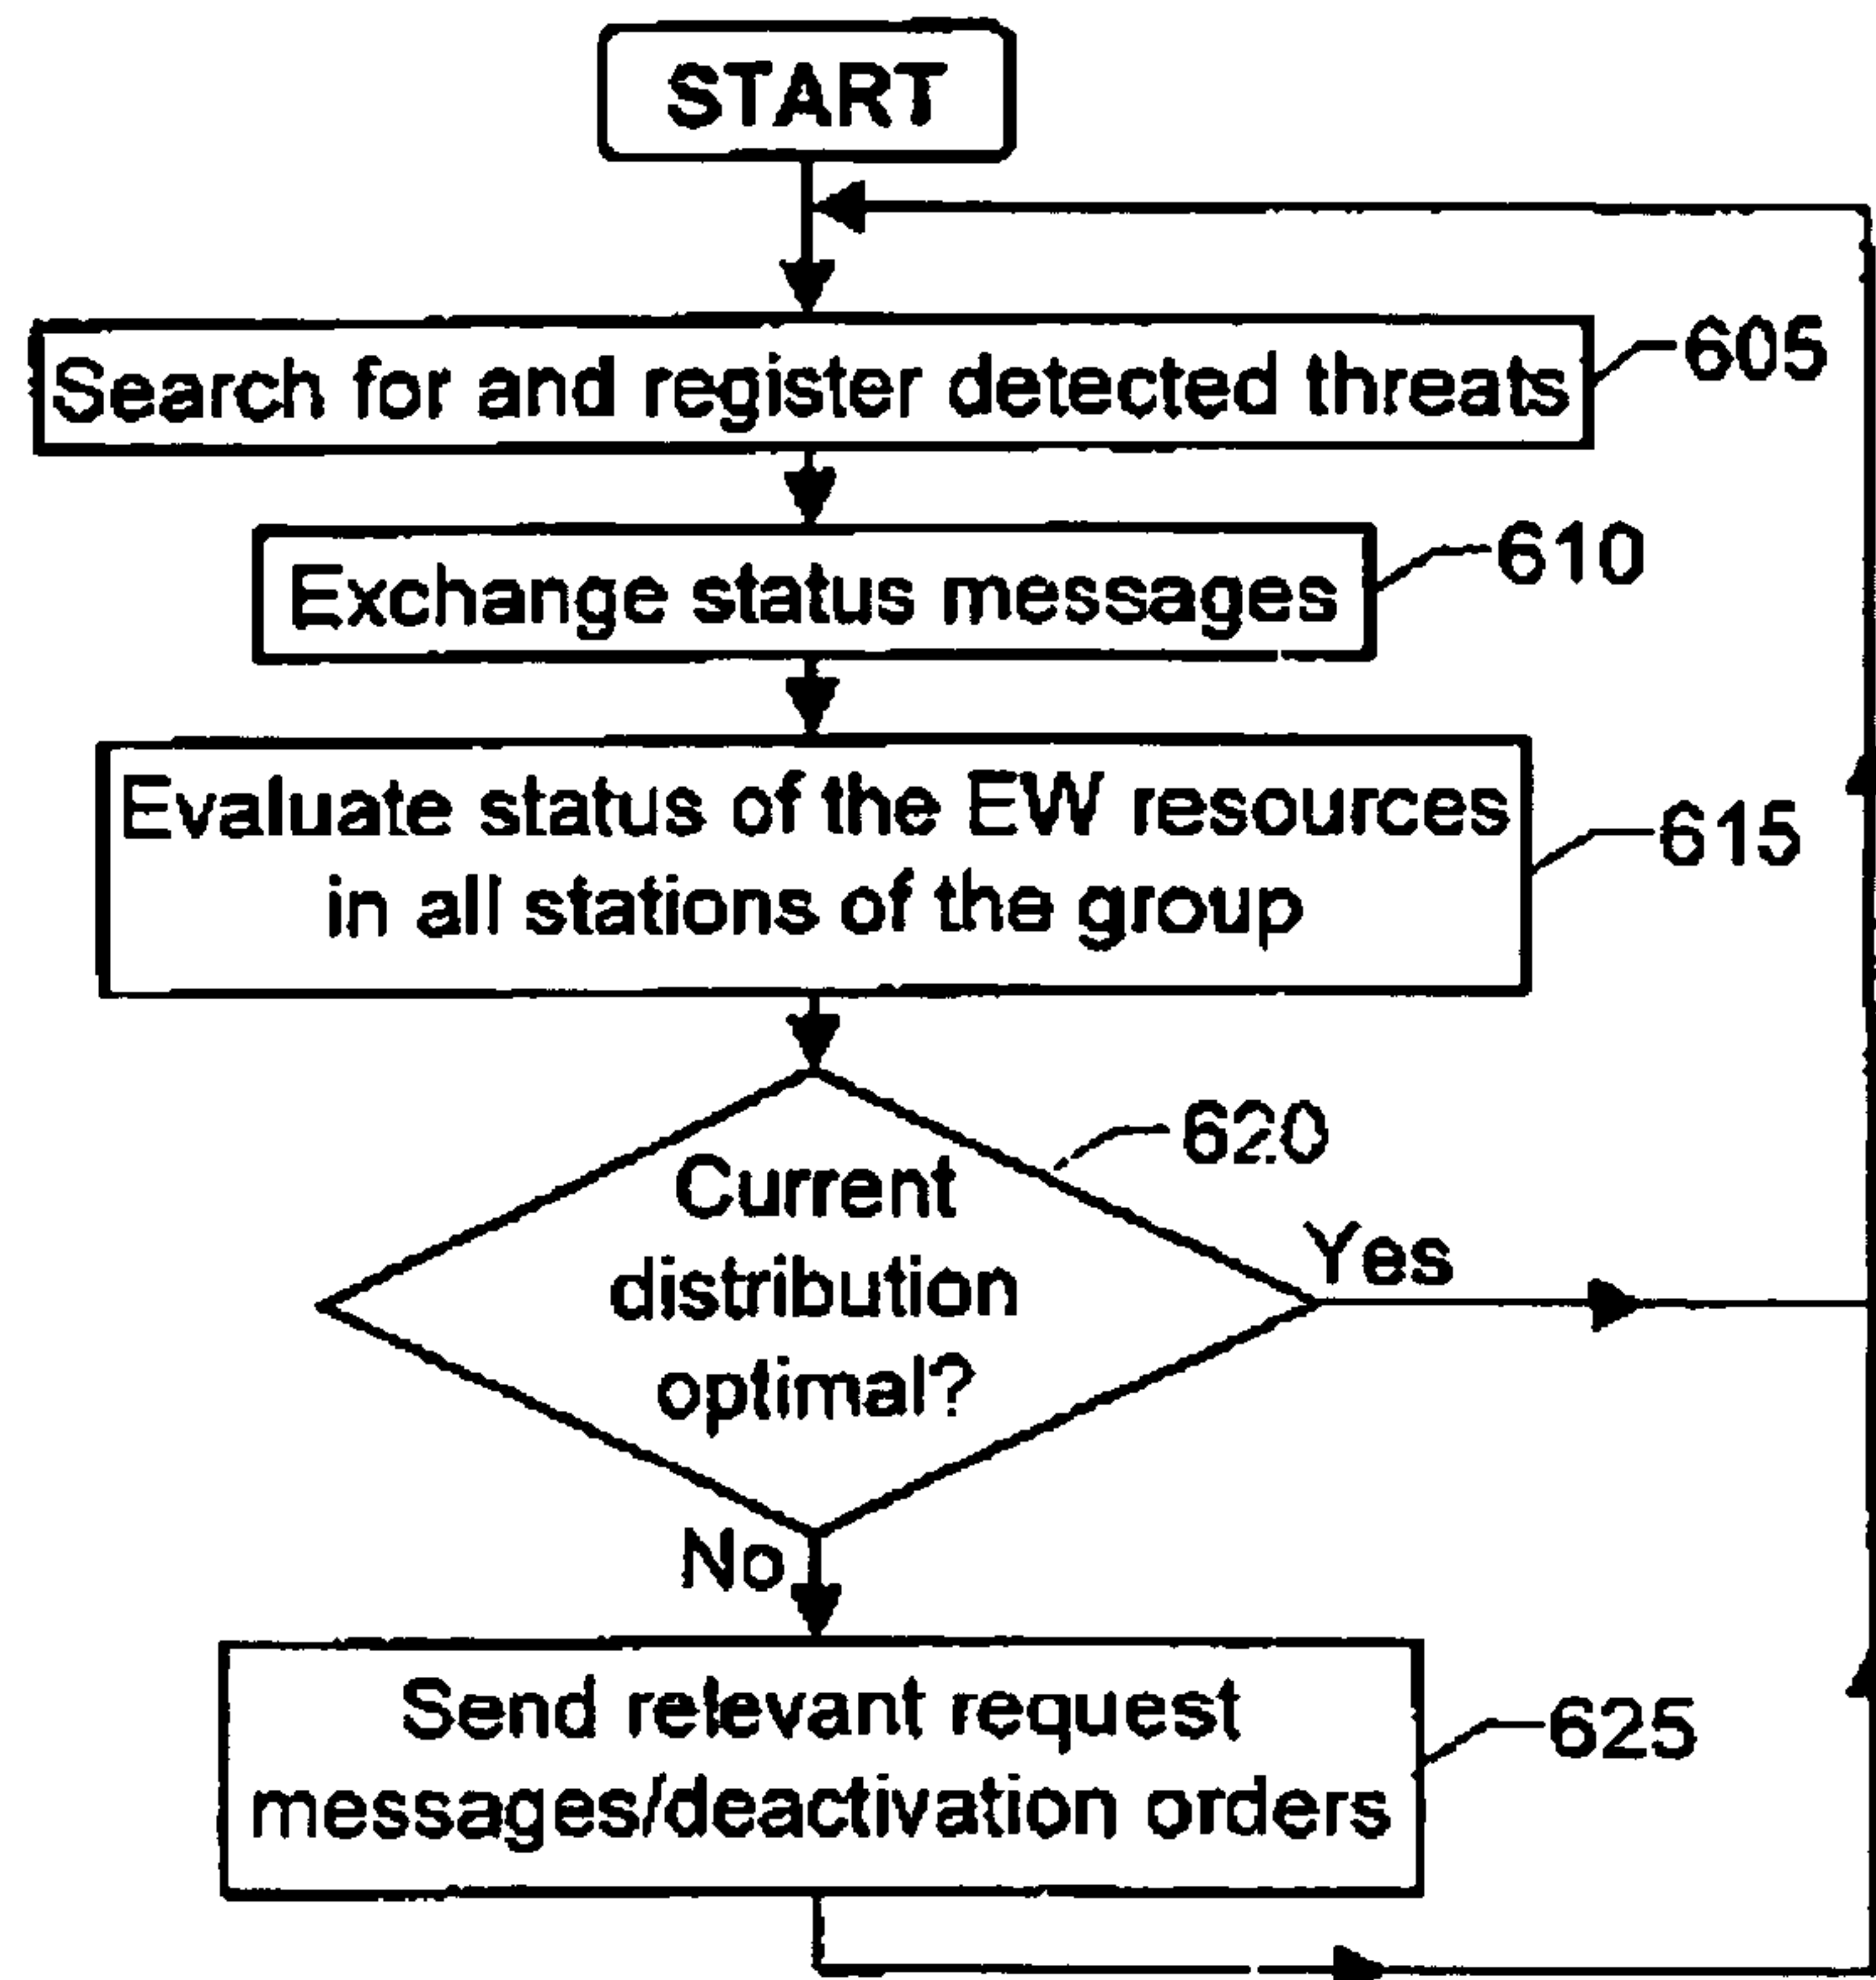 START
Search for and register detected threats
605
Exchange status messages
610
Evaluate status of the EW resources
in all stations of the group
615
620
Current
distribution
optimal?
Yes
No
Send relevant request
messages/deactivation orders
625